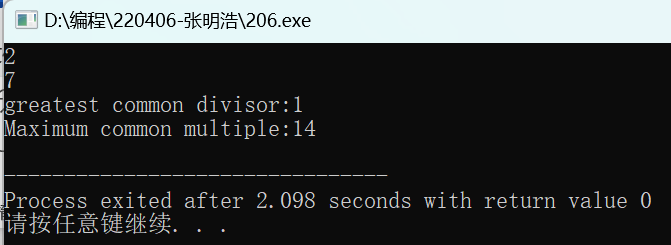 D:\编程\220406-张明浩\206.exe
2
7
greatest common divisor:1
Maximum common multiple:14
--------------------------------
Process exited after 2.098 seconds with return value 0
请按任意键继续. . .